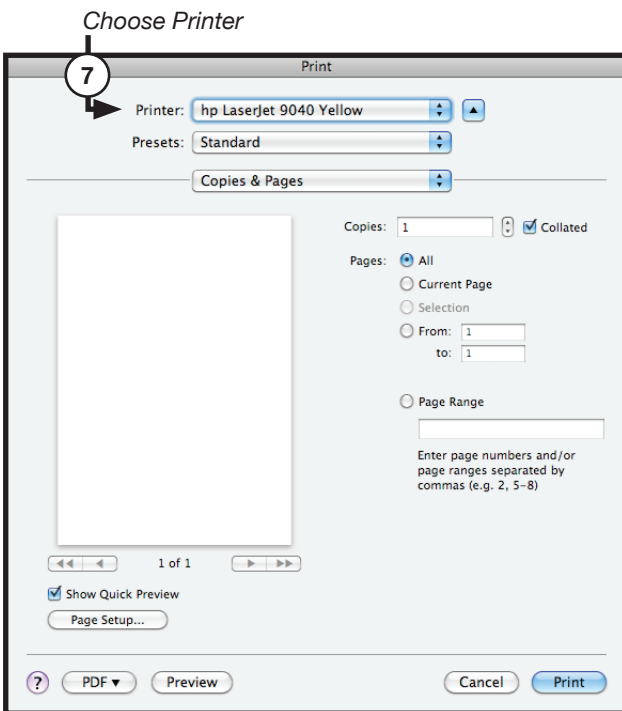 Choose Printer
7
Print
Printer: hp LaserJet 9040 Yellow
Presets: Standard
Copies & Pages
Copies: 1 Collated
Pages: All
Current Page
Selection
From: 1
to: 1
Page Range
Enter page numbers and/or
page ranges separated by
commas (e.g. 2, 5–8)
1 of 1
Show Quick Preview
Page Setup...
? PDF ▾ Preview Cancel Print